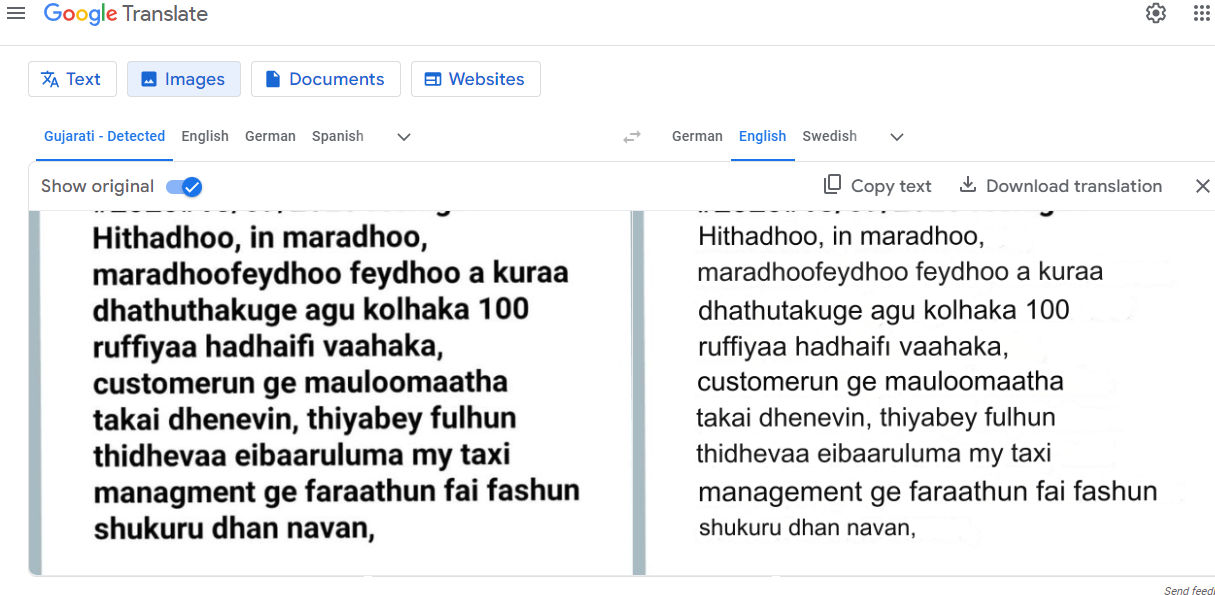 Google Translate
Text
Images
Documents
Websites
Gujarati - Detected
English
German
Spanish
German
English
Swedish
Show original
Copy text
Download translation
Hithadhoo, in maradhoo,
maradhoofeydhoo feydhoo a kuraa
dhathuthakuge agu kolhaka 100
ruffiyaa hadhaifi vaahaka,
customerun ge mauloomaatha
takai dhenevin, thiyabey fulhun
thidhevaa eibaaruluma my taxi
managment ge faraathun fai fashun
shukuru dhan navan,
Hithadhoo, in maradhoo,
maradhoofeydhoo feydhoo a kuraa
dhathutakuge agu kolhaka 100
ruffiyaa hadhaifı vaahaka,
customerun ge mauloomaatha
takai dhenevin, thiyabey fulhun
thidhevaa eibaaruluma my taxi
management ge faraathun fai fashun
shukuru dhan navan,
Send feed